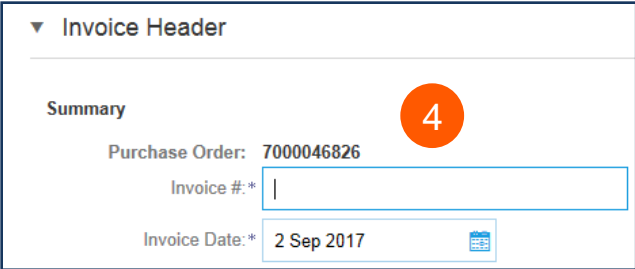 Invoice Header
Summary
4
Purchase Order: 7000046826
Invoice #:*
Invoice Date:* 2 Sep 2017